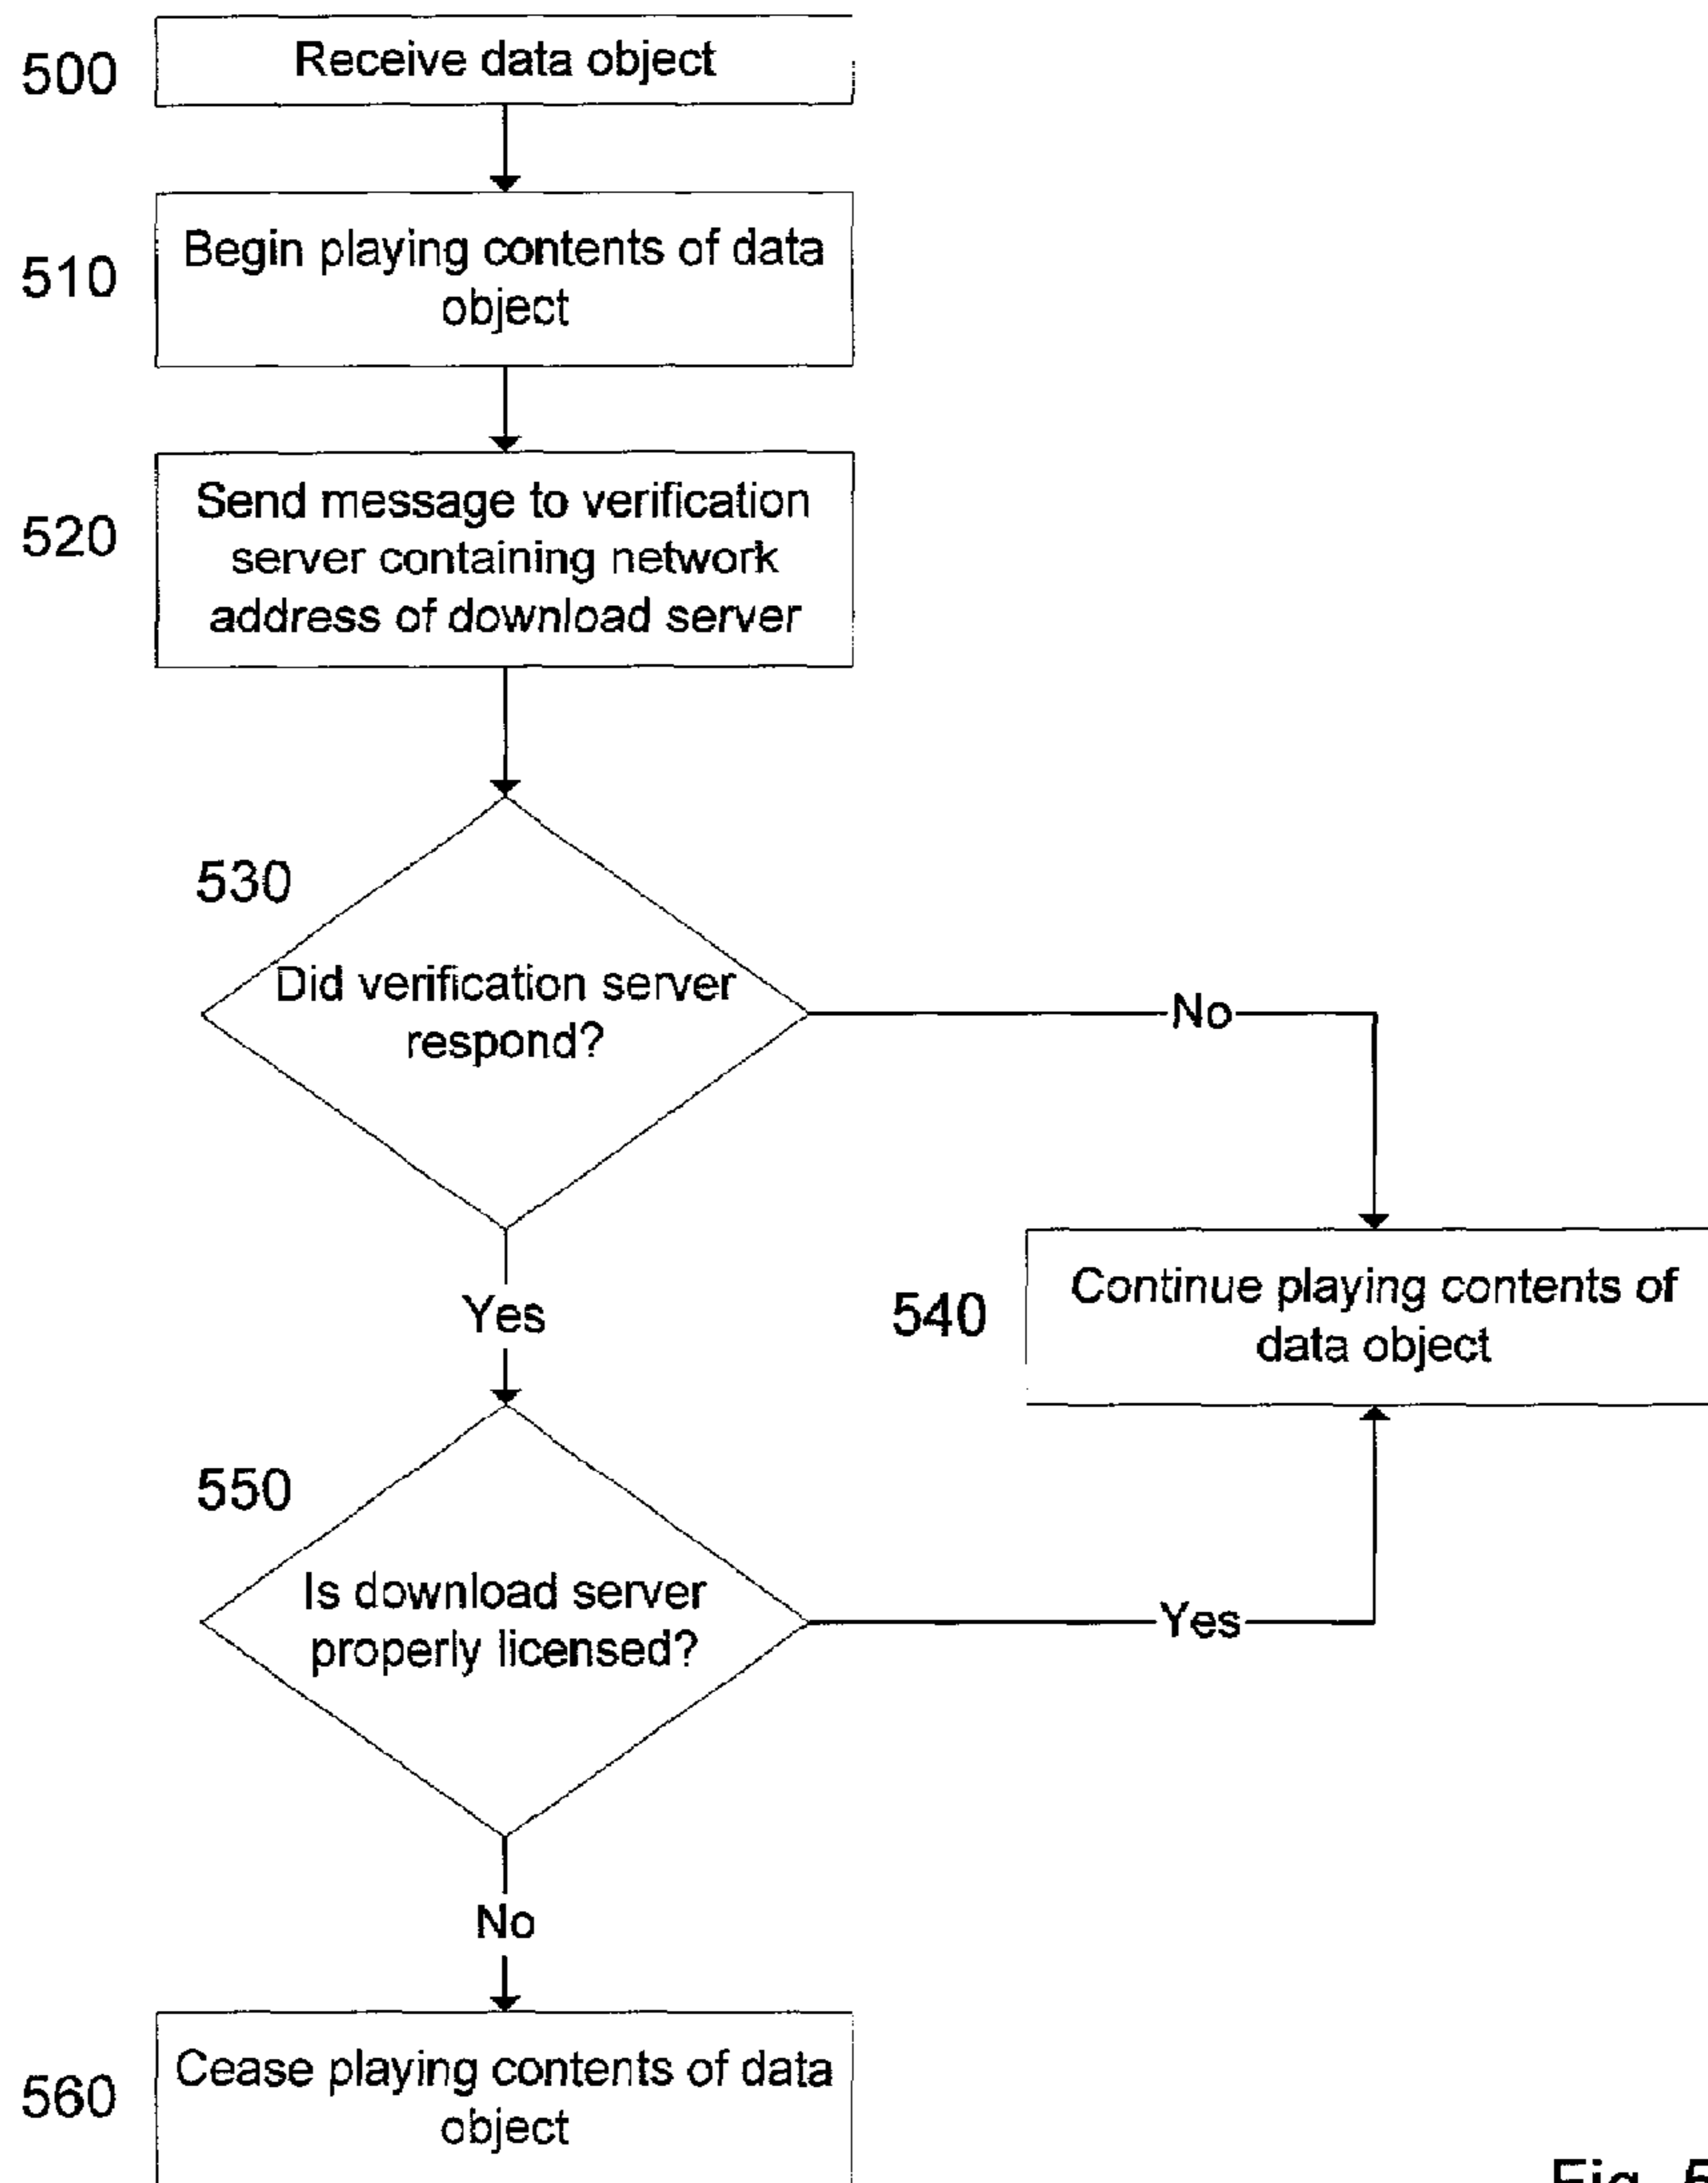 500
Receive data object
510
Begin playing contents of data
object
520
Send message to verification
server containing network
address of download server
530
Did verification server
respond?
No
Yes
540
Continue playing contents of
data object
550
Is download server
properly licensed?
Yes
No
560
Cease playing contents of data
object
Fig. 5